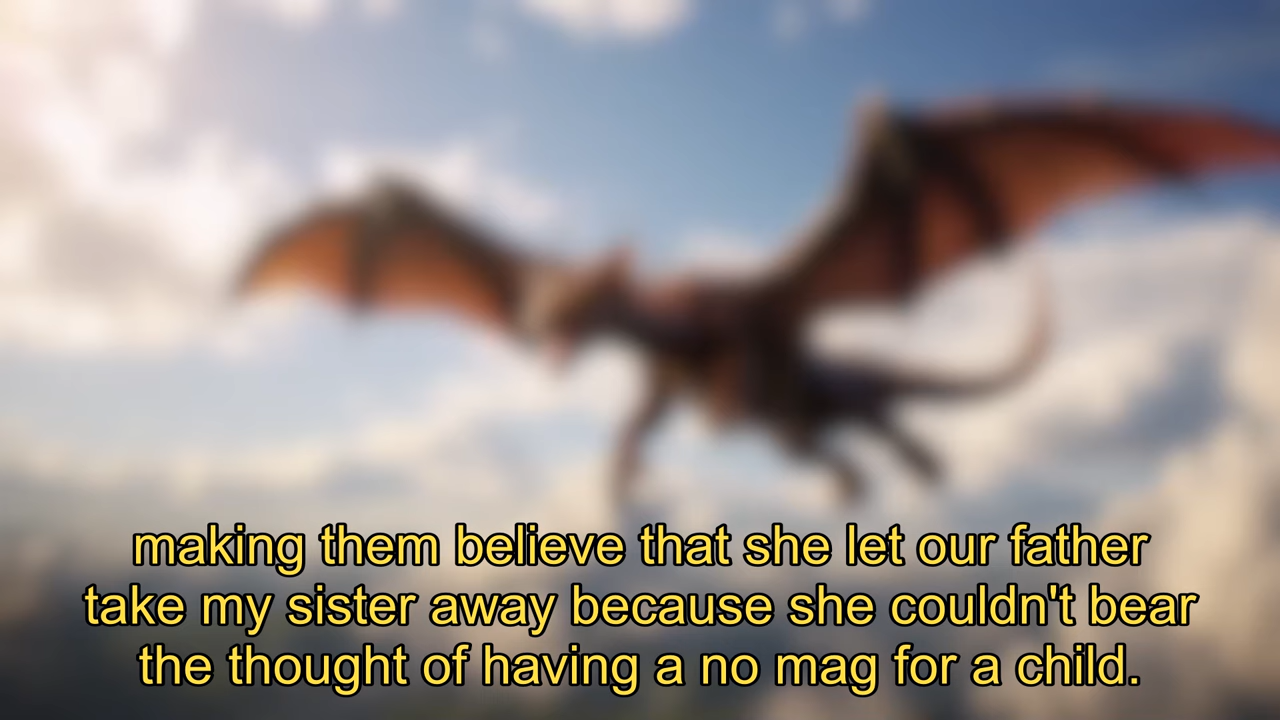 making them believe that she let our father
take my sister away because she couldn't bear
the thought of having a no mag for a child.